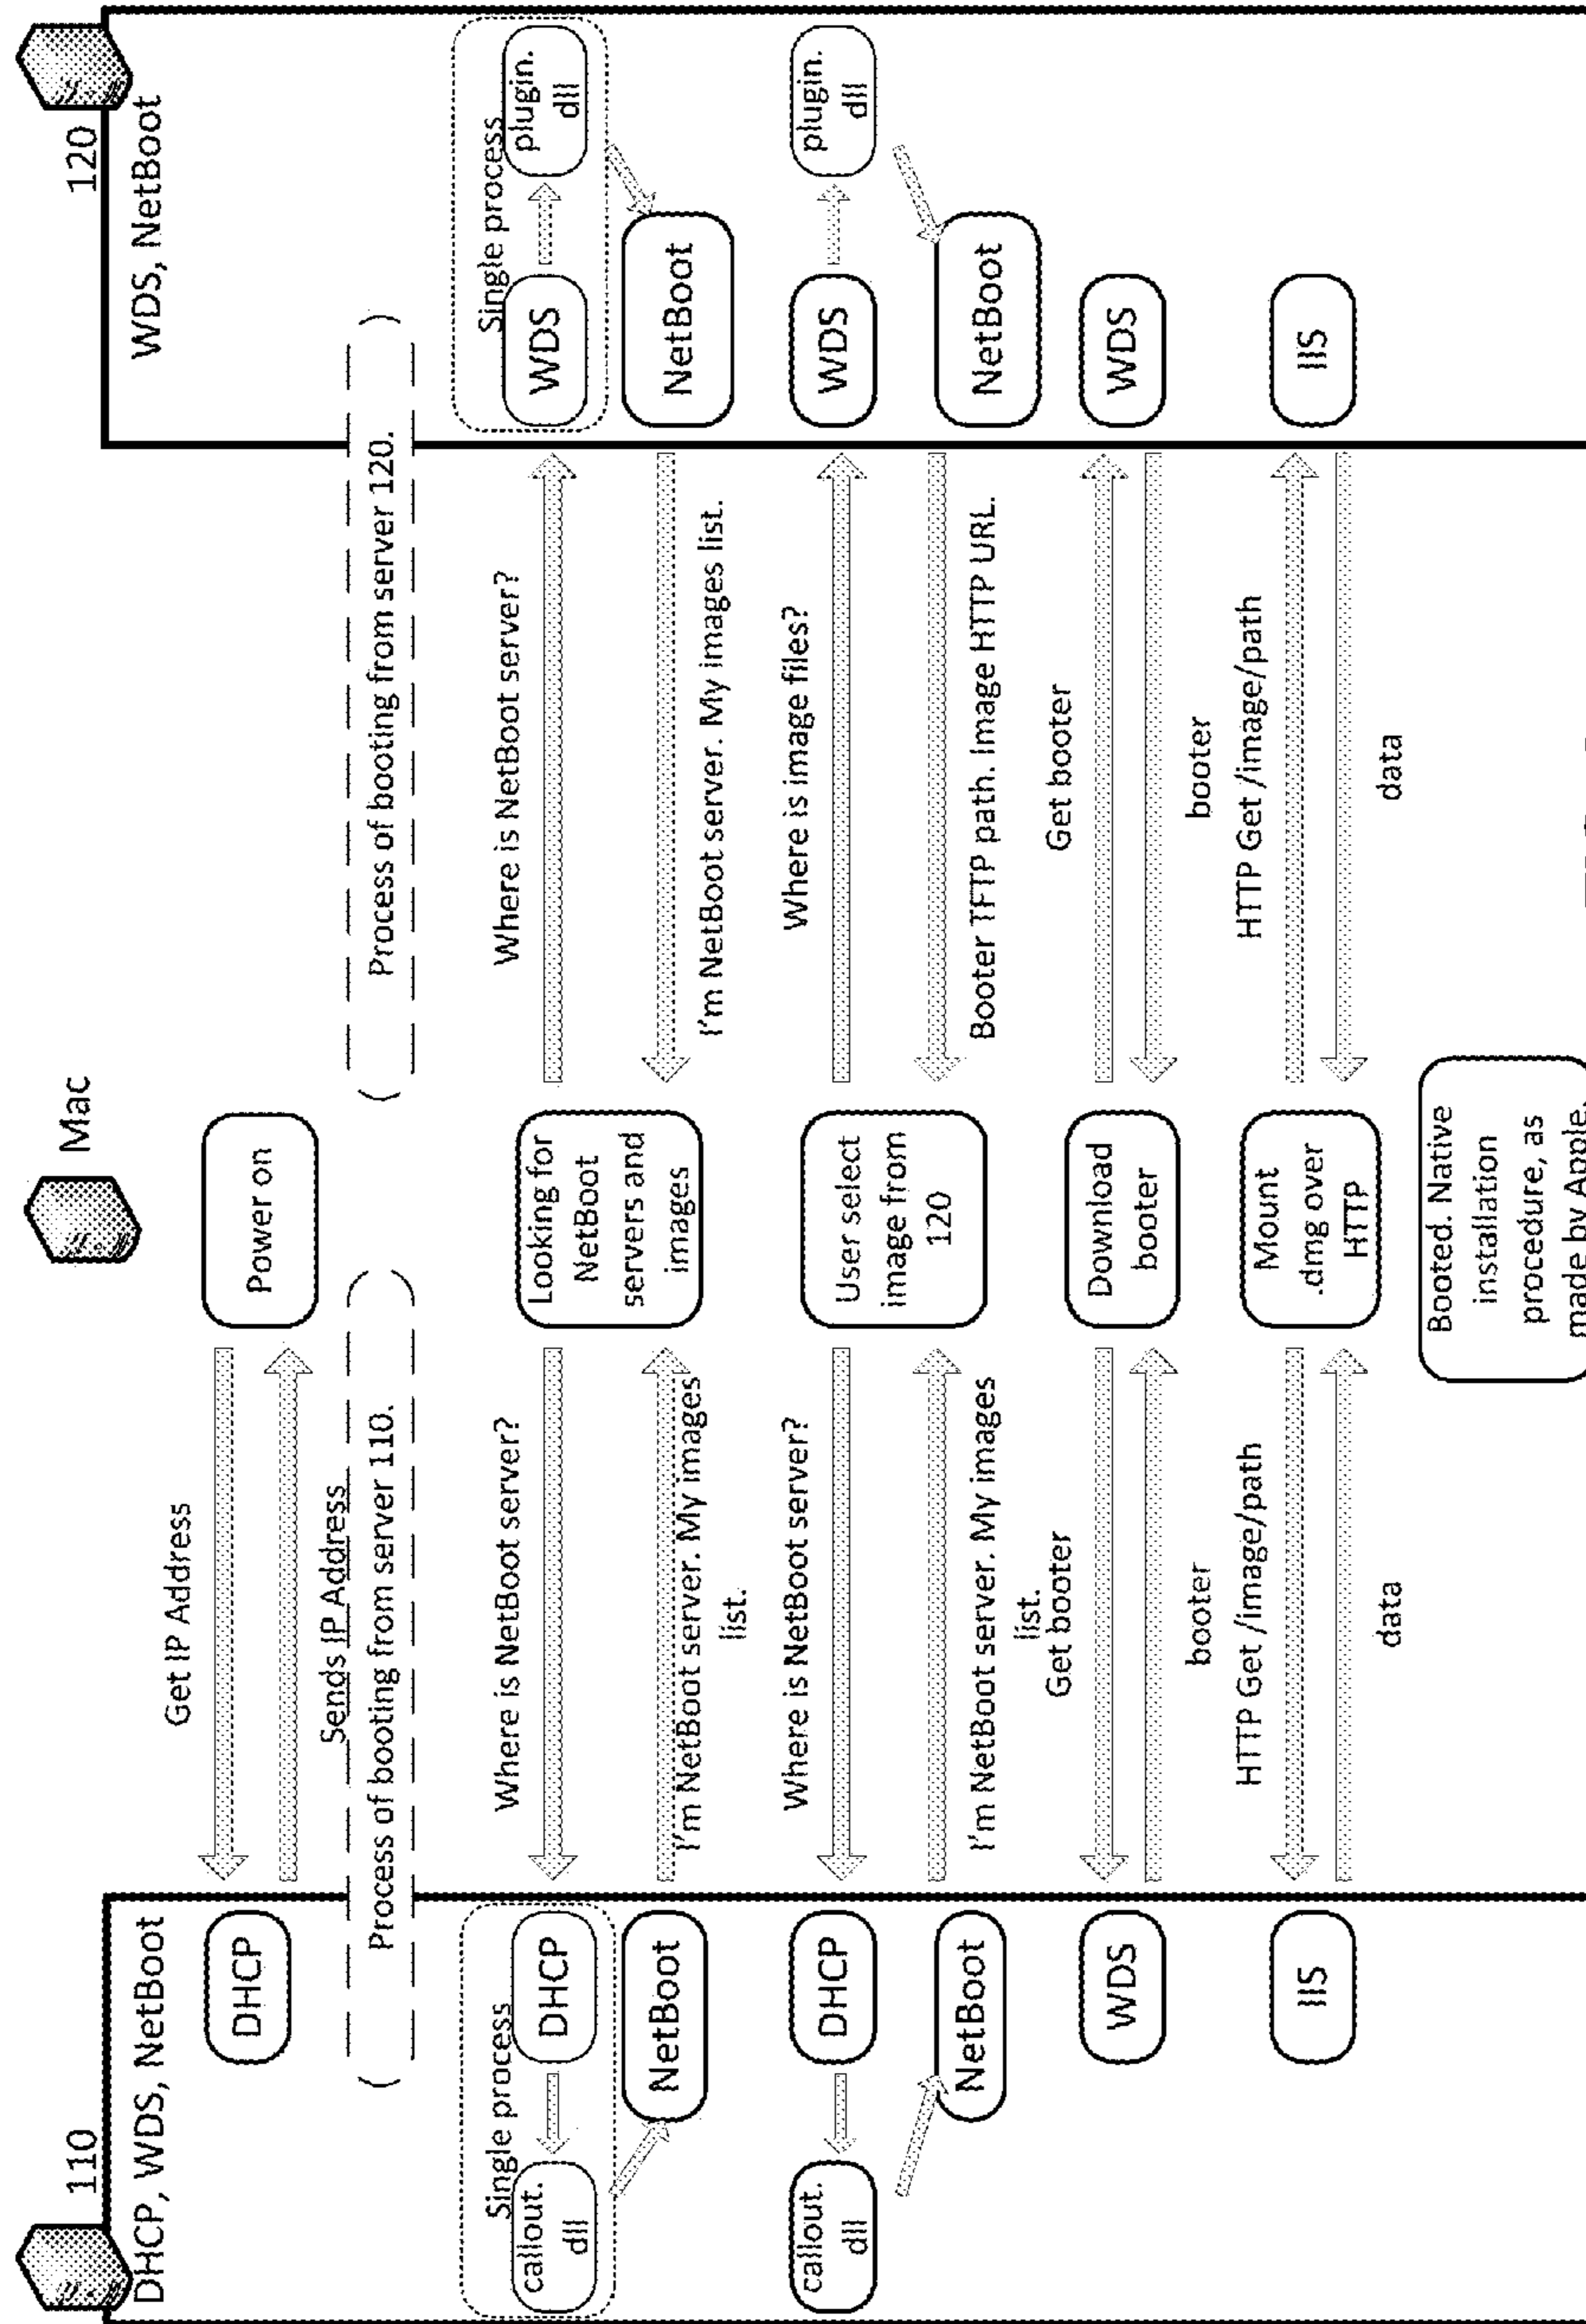 110
Mac
120
DHCP, WDS, NetBoot
WDS, NetBoot
DHCP
Get IP Address
Power on
Sends IP Address
( Process of booting from server 110. )
( Process of booting from server 120. )
Single process
callout.
dll
DHCP
Where is NetBoot server?
Looking for
NetBoot
servers and
images
Where is NetBoot server?
Single process
WDS
plugin.
dll
NetBoot
I'm NetBoot server. My images
list.
I'm NetBoot server. My images list.
NetBoot
callout.
dll
DHCP
Where is NetBoot server?
User select
image from
120
Where is image files?
WDS
plugin.
dll
NetBoot
I'm NetBoot server. My images
list.
Booter TFTP path. Image HTTP URL.
NetBoot
WDS
Get booter
booter
Download
booter
Get booter
booter
WDS
IIS
HTTP Get /image/path
data
Mount
.dmg over
HTTP
HTTP Get /image/path
data
IIS
Booted. Native
installation
procedure, as
made by Apple.